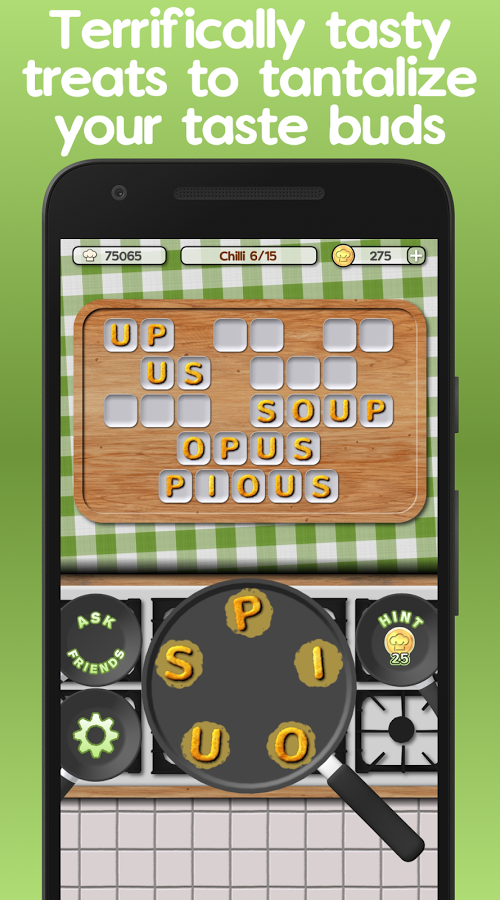 Terrifically tasty
treats to tantalize
your taste buds
75065
Chilli 6/15
275
UP
US
SOUP
OPUS
PIOUS
ASK
FRIENDS
HINT
25
P
S
I
U
O